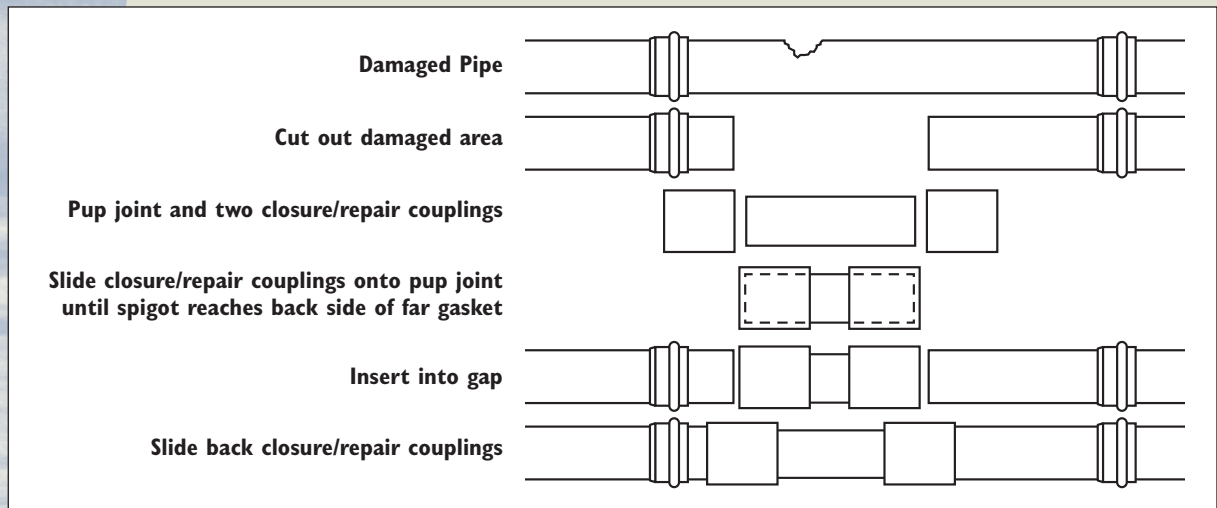 Damaged Pipe
Cut out damaged area
Pup joint and two closure/repair couplings
Slide closure/repair couplings onto pup joint
until spigot reaches back side of far gasket
Insert into gap
Slide back closure/repair couplings